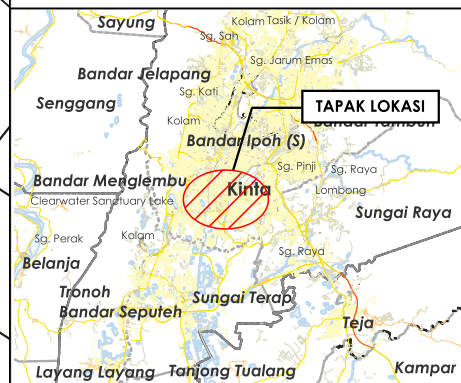 Sayung
Kolam Tasik / Kolam
Sg. Sah
Sg. Jarum Emas
Bandar Jelapang
Sg. Kati
Senggang
TAPAK LOKASI
Kolam
Bandar Ipoh (S)
Sg. Pinji
Sg. Raya
Bandar Menglembu
Kinta
Lombong
Clearwater Sanctuary Lake
Sungai Raya
Kolam
Sg. Perak
Sg. Raya
Belanja
Tronoh
Sungai Terap
Bandar Seputeh
Teja
Layang Layang
Tanjong Tualang
Kampar